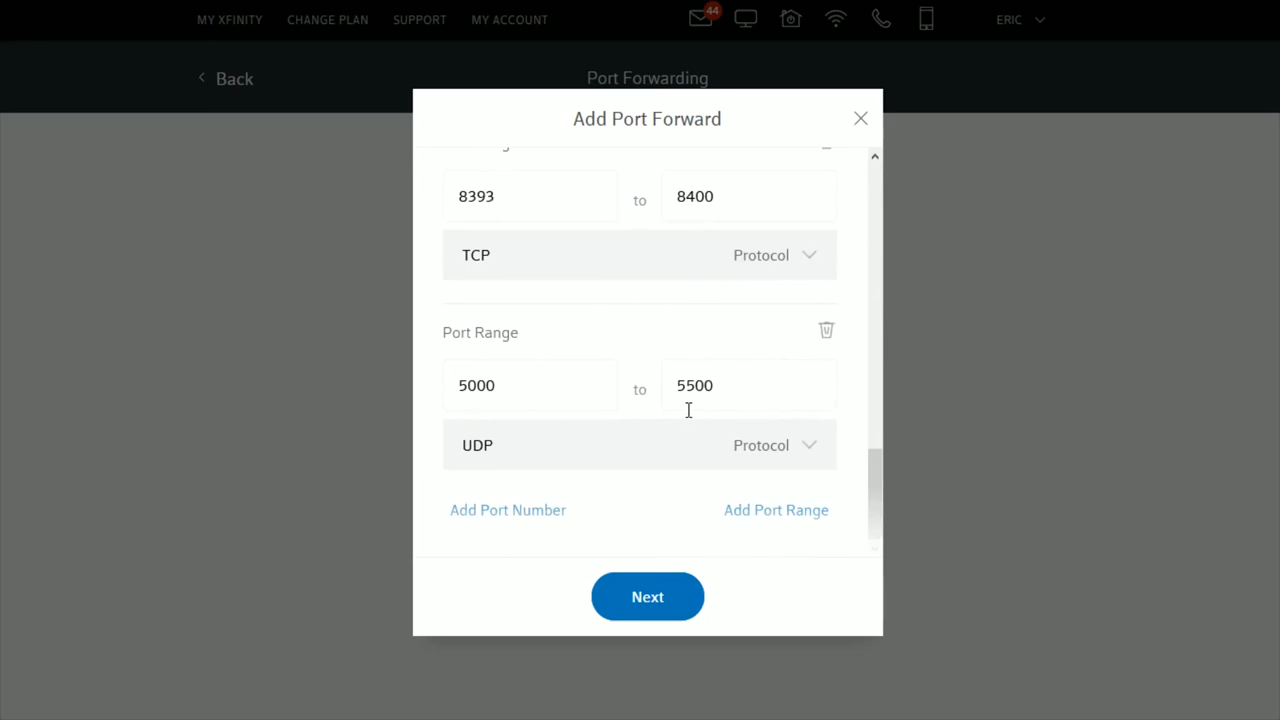 MY XFINITY CHANGE PLAN SUPPORT MY ACCOUNT 44 ERIC
Back Port Forwarding
Add Port Forward
8393 to 8400
TCP Protocol
Port Range
5000 to 5500
UDP Protocol
Add Port Number Add Port Range
Next